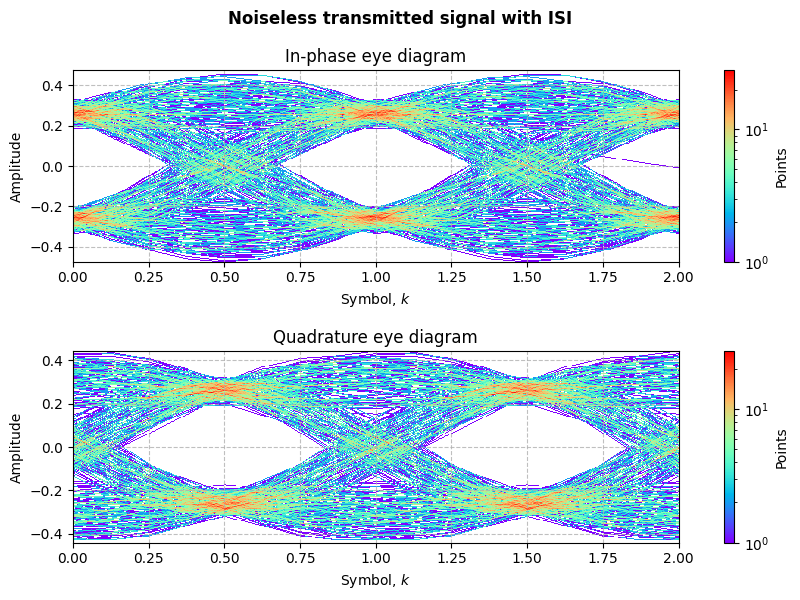 Noiseless transmitted signal with ISI
In-phase eye diagram
0.4
0.2
0.0
−0.2
−0.4
Amplitude
0.00 0.25 0.50 0.75 1.00 1.25 1.50 1.75 2.00
Symbol, k
10¹
10⁰
Points
Quadrature eye diagram
0.4
0.2
0.0
−0.2
−0.4
Amplitude
0.00 0.25 0.50 0.75 1.00 1.25 1.50 1.75 2.00
Symbol, k
10¹
10⁰
Points